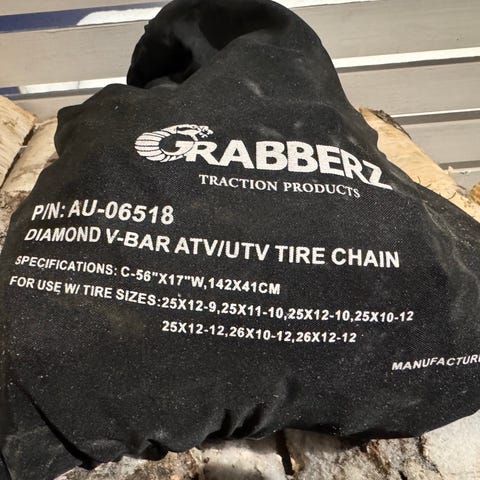 GRABBERZ
TRACTION PRODUCTS
P/N: AU-06518
DIAMOND V-BAR ATV/UTV TIRE CHAIN
SPECIFICATIONS: C-56"X17"W,142X41CM
FOR USE W/ TIRE SIZES:25X12-9,25X11-10,25X12-10,25X10-12
25X12-12,26X10-12,26X12-12